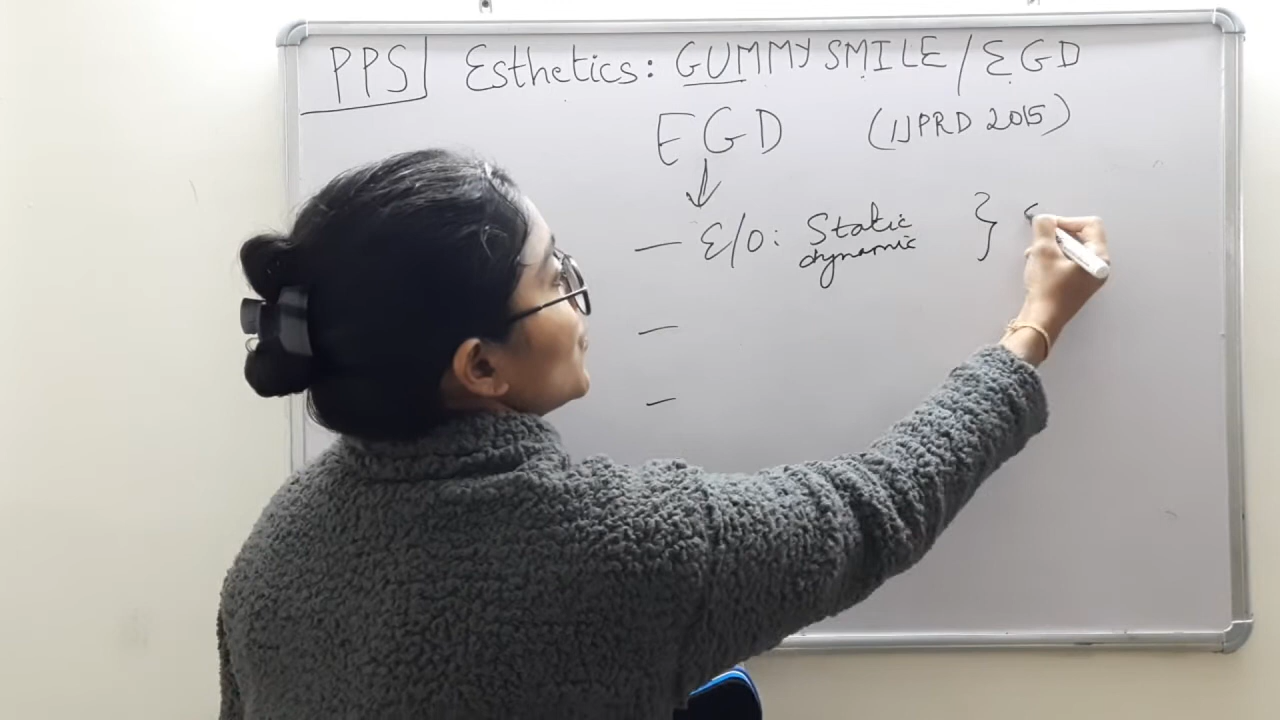 PPS
Esthetics: GUMMY SMILE / EGD
EGD (IJPRD 2015)
— E/O: Static }
dynamic
—
—